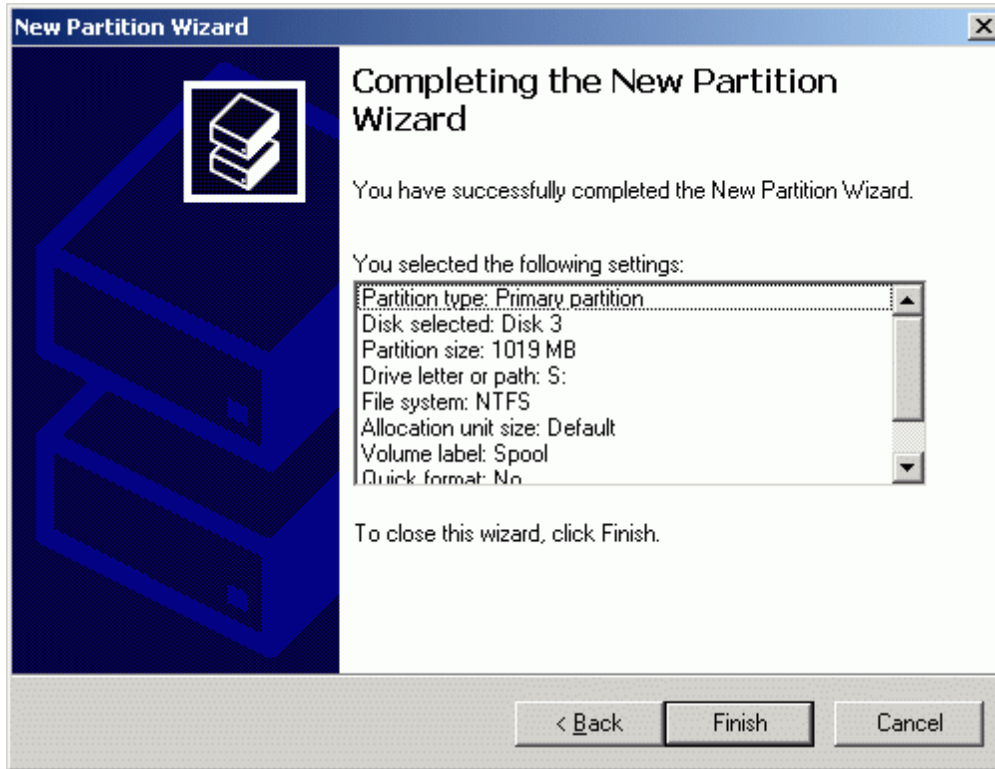 New Partition Wizard
Completing the New Partition
Wizard
You have successfully completed the New Partition Wizard.
You selected the following settings:
Partition type: Primary partition
Disk selected: Disk 3
Partition size: 1019 MB
Drive letter or path: S:
File system: NTFS
Allocation unit size: Default
Volume label: Spool
Quick format: No
To close this wizard, click Finish.
< Back
Finish
Cancel